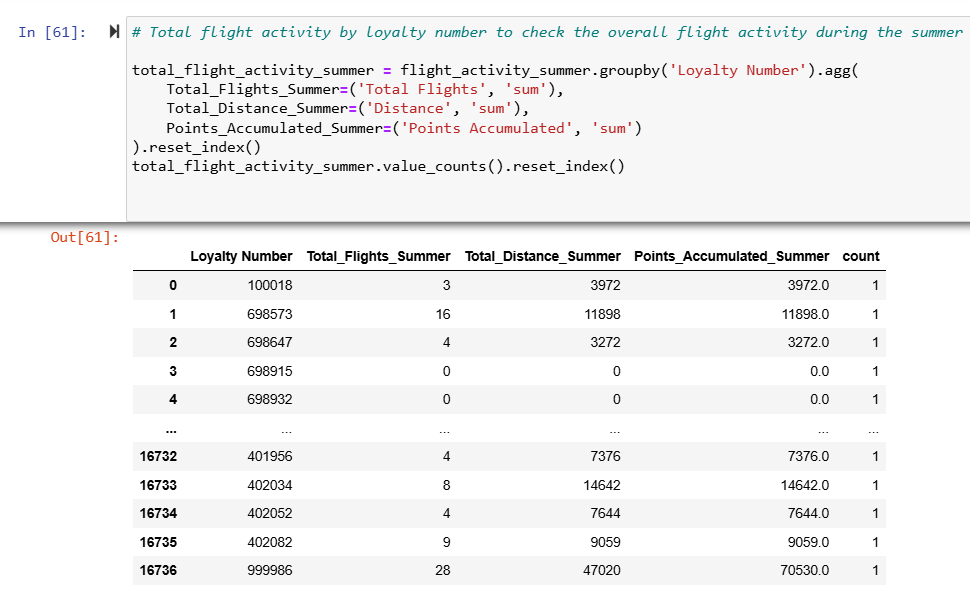 In [61]: # Total flight activity by loyalty number to check the overall flight activity during the summer
total_flight_activity_summer = flight_activity_summer.groupby('Loyalty Number').agg(
Total_Flights_Summer=('Total Flights', 'sum'),
Total_Distance_Summer=('Distance', 'sum'),
Points_Accumulated_Summer=('Points Accumulated', 'sum')
).reset_index()
total_flight_activity_summer.value_counts().reset_index()
Out[61]:
Loyalty Number Total_Flights_Summer Total_Distance_Summer Points_Accumulated_Summer count
0 100018 3 3972 3972.0 1
1 698573 16 11898 11898.0 1
2 698647 4 3272 3272.0 1
3 698915 0 0 0.0 1
4 698932 0 0 0.0 1
... ... ... ... ... ...
16732 401956 4 7376 7376.0 1
16733 402034 8 14642 14642.0 1
16734 402052 4 7644 7644.0 1
16735 402082 9 9059 9059.0 1
16736 999986 28 47020 70530.0 1